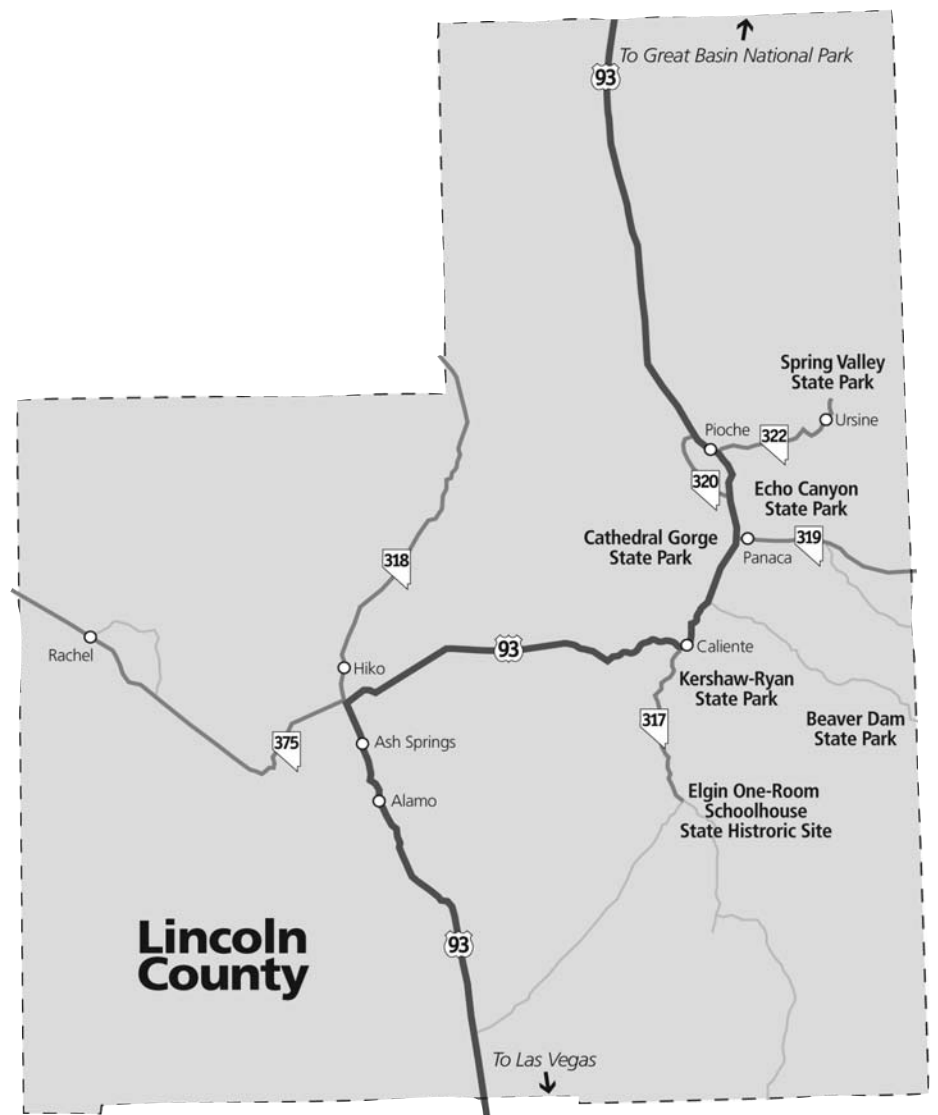 To Great Basin National Park
93
Spring Valley
State Park
Ursine
Pioche
322
320
Echo Canyon
State Park
Cathedral Gorge
State Park
319
Panaca
318
Rachel
Hiko
93
Caliente
Kershaw-Ryan
State Park
317
Beaver Dam
State Park
375
Ash Springs
Alamo
Elgin One-Room
Schoolhouse
State Histroric Site
Lincoln
County
93
To Las Vegas